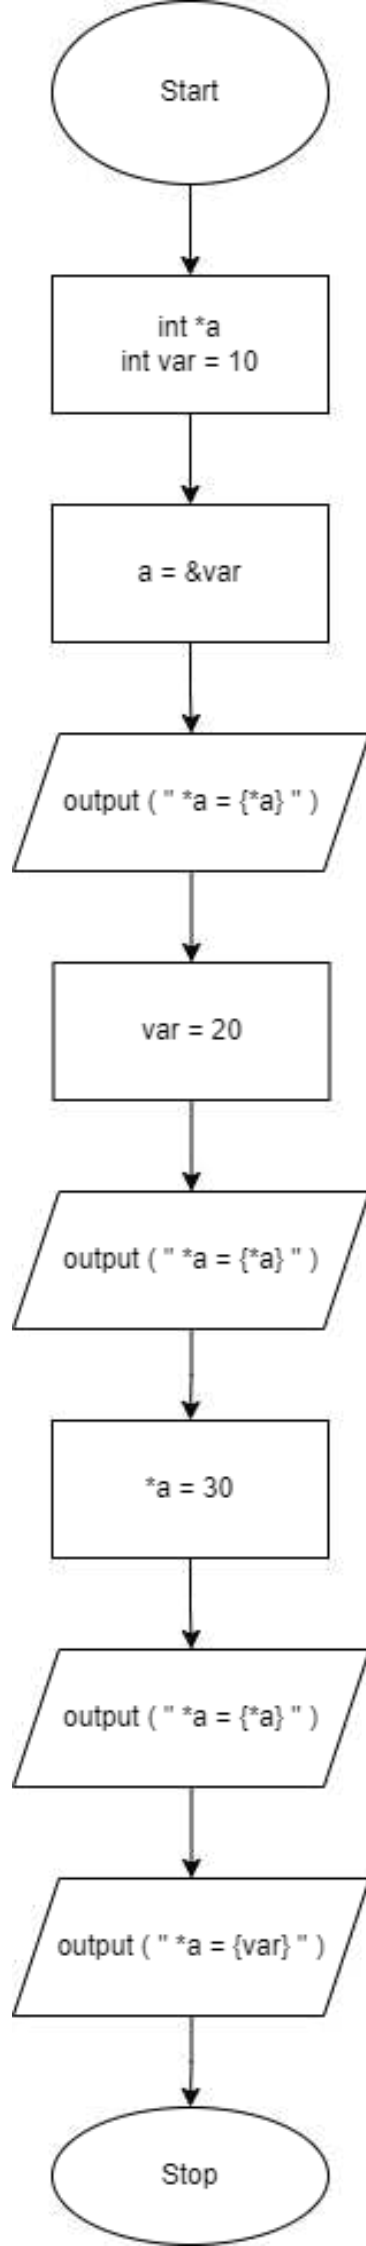 Start
int *a
int var = 10
a = &var
output ( " *a = {*a} " )
var = 20
output ( " *a = {*a} " )
*a = 30
output ( " *a = {*a} " )
output ( " *a = {var} " )
Stop